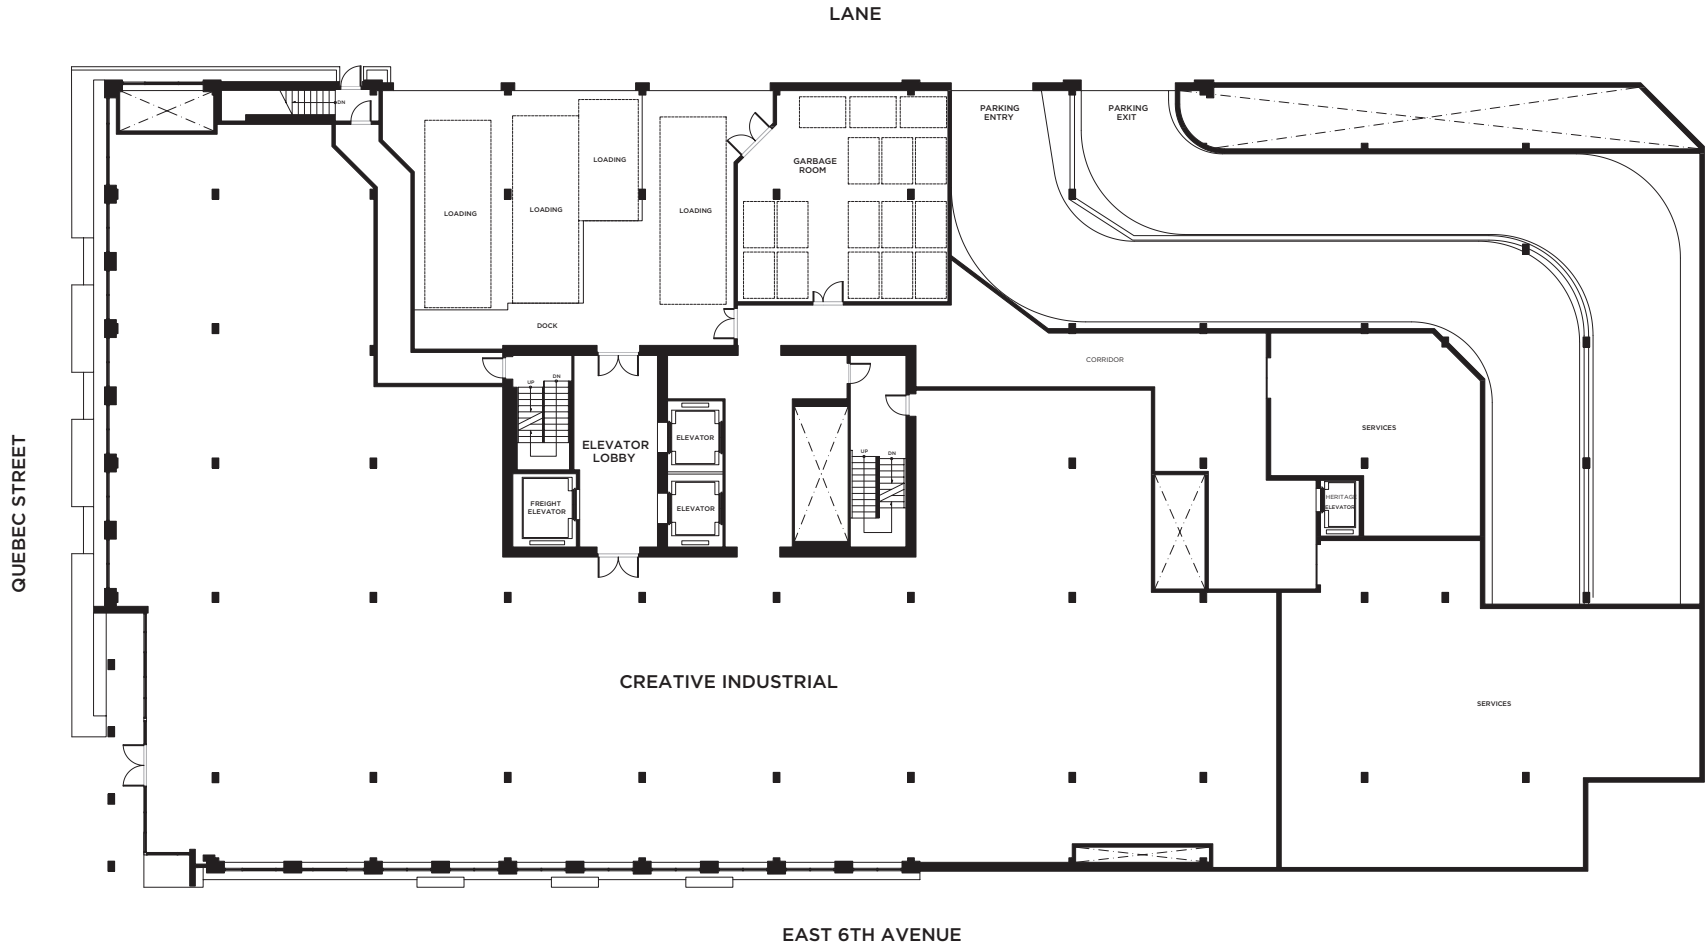 LANE
DN
PARKING
ENTRY
PARKING
EXIT
LOADING
GARBAGE
ROOM
LOADING
LOADING
LOADING
DOCK
CORRIDOR
UP
DN
SERVICES
ELEVATOR
LOBBY
ELEVATOR
UP
DN
QUEBEC STREET
FREIGHT
ELEVATOR
ELEVATOR
HERITAGE
ELEVATOR
CREATIVE INDUSTRIAL
SERVICES
EAST 6TH AVENUE